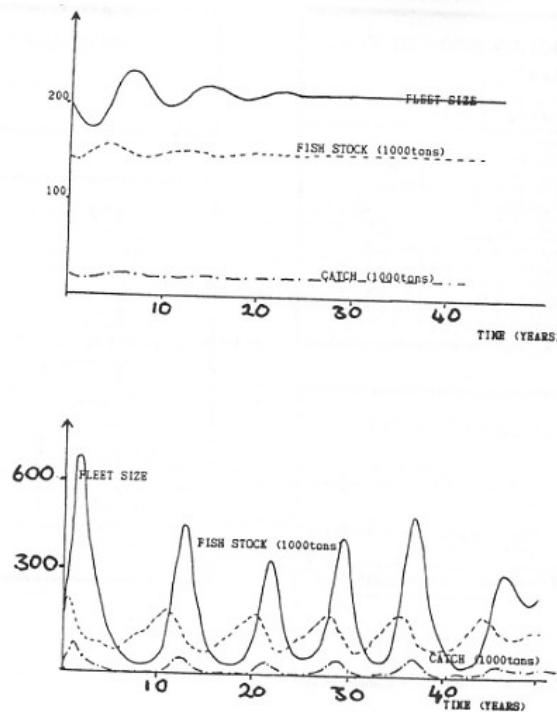 200
FLEET SIZE
FISH STOCK (1000tons)
100
CATCH (1000tons)
10 20 30 40
TIME (YEARS)
600
FLEET SIZE
FISH STOCK (1000tons)
300
CATCH (1000tons)
10 20 30 40
TIME (YEARS)